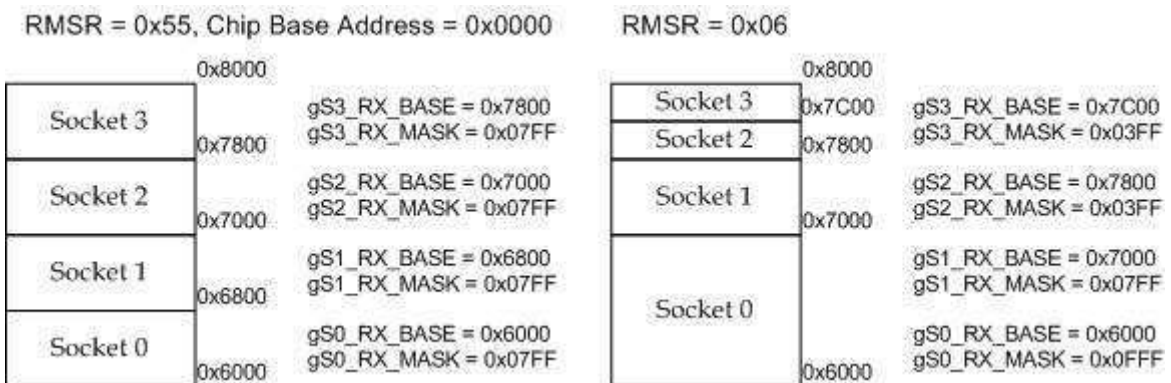 RMSR = 0x55, Chip Base Address = 0x0000
0x8000
Socket 3
gS3_RX_BASE = 0x7800
gS3_RX_MASK = 0x07FF
0x7800
Socket 2
gS2_RX_BASE = 0x7000
gS2_RX_MASK = 0x07FF
0x7000
Socket 1
gS1_RX_BASE = 0x6800
gS1_RX_MASK = 0x07FF
0x6800
Socket 0
gS0_RX_BASE = 0x6000
gS0_RX_MASK = 0x07FF
0x6000
RMSR = 0x06
0x8000
Socket 3
0x7C00
gS3_RX_BASE = 0x7C00
gS3_RX_MASK = 0x03FF
Socket 2
0x7800
Socket 1
gS2_RX_BASE = 0x7800
gS2_RX_MASK = 0x03FF
0x7000
gS1_RX_BASE = 0x7000
gS1_RX_MASK = 0x07FF
Socket 0
gS0_RX_BASE = 0x6000
gS0_RX_MASK = 0x0FFF
0x6000